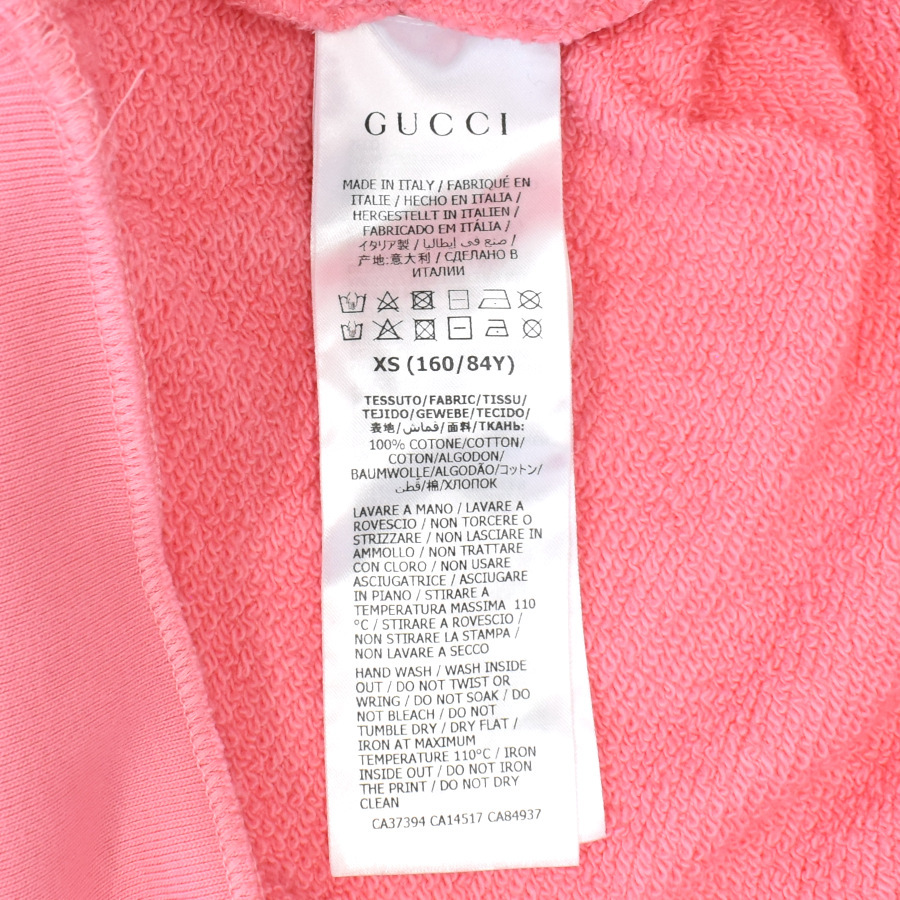 GUCCI
MADE IN ITALY / FABRIQUÉ EN
ITALIE / HECHO EN ITALIA /
HERGESTELLT IN ITALIEN /
FABRICADO EM ITÁLIA /
イタリア製 / صنع في إيطاليا /
产地:意大利 / СДЕЛАНО В
ИТАЛИИ
XS (160/84Y)
TESSUTO/FABRIC/TISSU/
TEJIDO/GEWEBE/TECIDO/
表地/قماش/面料/ТКАНЬ:
100% COTONE/COTTON/
COTON/ALGODON/
BAUMWOLLE/ALGODÃO/コットン/
قطن/棉/ХЛОПОК
LAVARE A MANO / LAVARE A
ROVESCIO / NON TORCERE O
STRIZZARE / NON LASCIARE IN
AMMOLLO / NON TRATTARE
CON CLORO / NON USARE
ASCIUGATRICE / ASCIUGARE
IN PIANO / STIRARE A
TEMPERATURA MASSIMA 110
°C / STIRARE A ROVESCIO /
NON STIRARE LA STAMPA /
NON LAVARE A SECCO
HAND WASH / WASH INSIDE
OUT / DO NOT TWIST OR
WRING / DO NOT SOAK / DO
NOT BLEACH / DO NOT
TUMBLE DRY / DRY FLAT /
IRON AT MAXIMUM
TEMPERATURE 110°C / IRON
INSIDE OUT / DO NOT IRON
THE PRINT / DO NOT DRY
CLEAN
CA37394 CA14517 CA84937